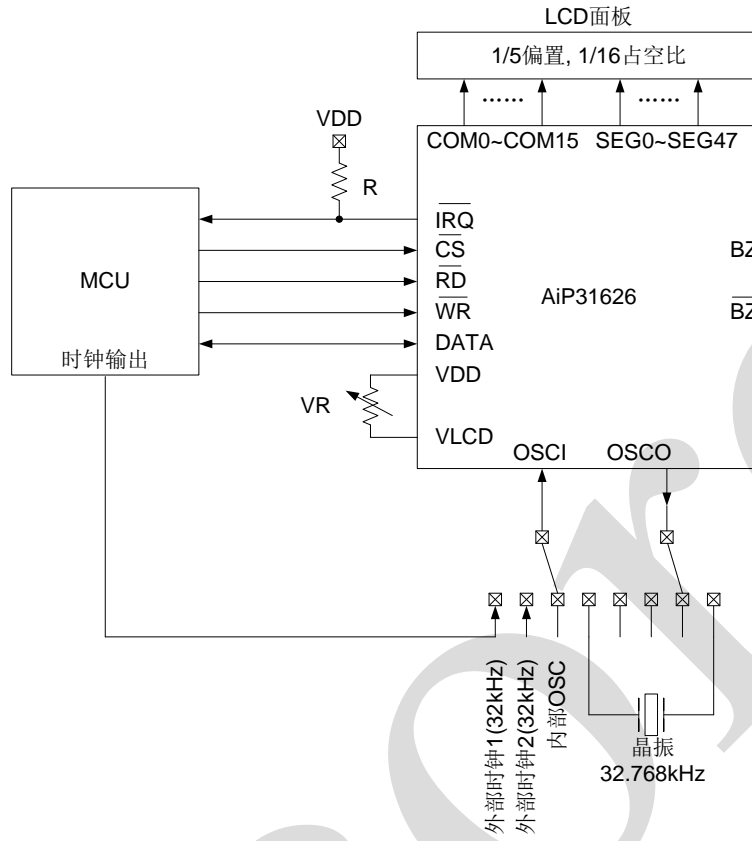 LCD面板
1/5偏置, 1/16占空比
……
……
VDD
COM0~COM15 SEG0~SEG47
R
IRQ
CS
BZ
MCU
RD
AiP31626
WR
BZ
DATA
时钟输出
VDD
VR
VLCD
OSCI
OSCO
外部时钟1(32kHz)
外部时钟2(32kHz)
内部OSC
晶振
32.768kHz